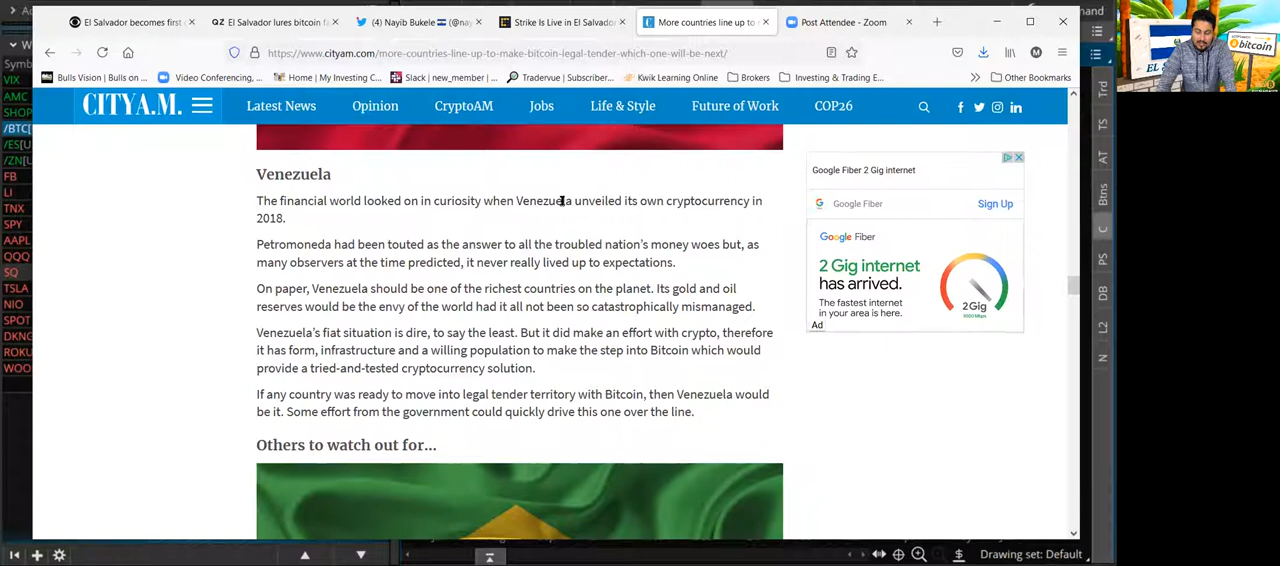 El Salvador becomes first c
El Salvador lures bitcoin fa
(4) Nayib Bukele
(@nay
Strike Is Live in El Salvador
More countries line up to m
Post Attendee - Zoom
https://www.cityam.com/more-countries-line-up-to-make-bitcoin-legal-tender-which-one-will-be-next/
Bulls Vision | Bulls on ...
Video Conferencing, ...
Home | My Investing C...
Slack | new_member | ...
Tradervue | Subscriber...
Kwik Learning Online
Brokers
Investing & Trading E...
Other Bookmarks
CITYA.M.
Latest News
Opinion
CryptoAM
Jobs
Life & Style
Future of Work
COP26
Venezuela
The financial world looked on in curiosity when Venezuela unveiled its own cryptocurrency in
2018.
Petromoneda had been touted as the answer to all the troubled nation's money woes but, as
many observers at the time predicted, it never really lived up to expectations.
On paper, Venezuela should be one of the richest countries on the planet. Its gold and oil
reserves would be the envy of the world had it all not been so catastrophically mismanaged.
Venezuela's fiat situation is dire, to say the least. But it did make an effort with crypto, therefore
it has form, infrastructure and a willing population to make the step into Bitcoin which would
provide a tried-and-tested cryptocurrency solution.
If any country was ready to move into legal tender territory with Bitcoin, then Venezuela would
be it. Some effort from the government could quickly drive this one over the line.
Others to watch out for...
Google Fiber 2 Gig internet
Google Fiber
Sign Up
Google Fiber
2 Gig internet
has arrived.
The fastest internet
in your area is here.
2Gig
Ad
Symb
VIX
AMC
SHOP
/BTC[
/ES[U
/ZN[U
FB
LI
TNX
SPY
AAPL
QQQ
SQ
TSLA
NIO
SPOT
DKNG
ROKU
WOO
Trd
TS
AT
Btns
C
PS
DB
L2
N
Drawing set: Default
bitcoin